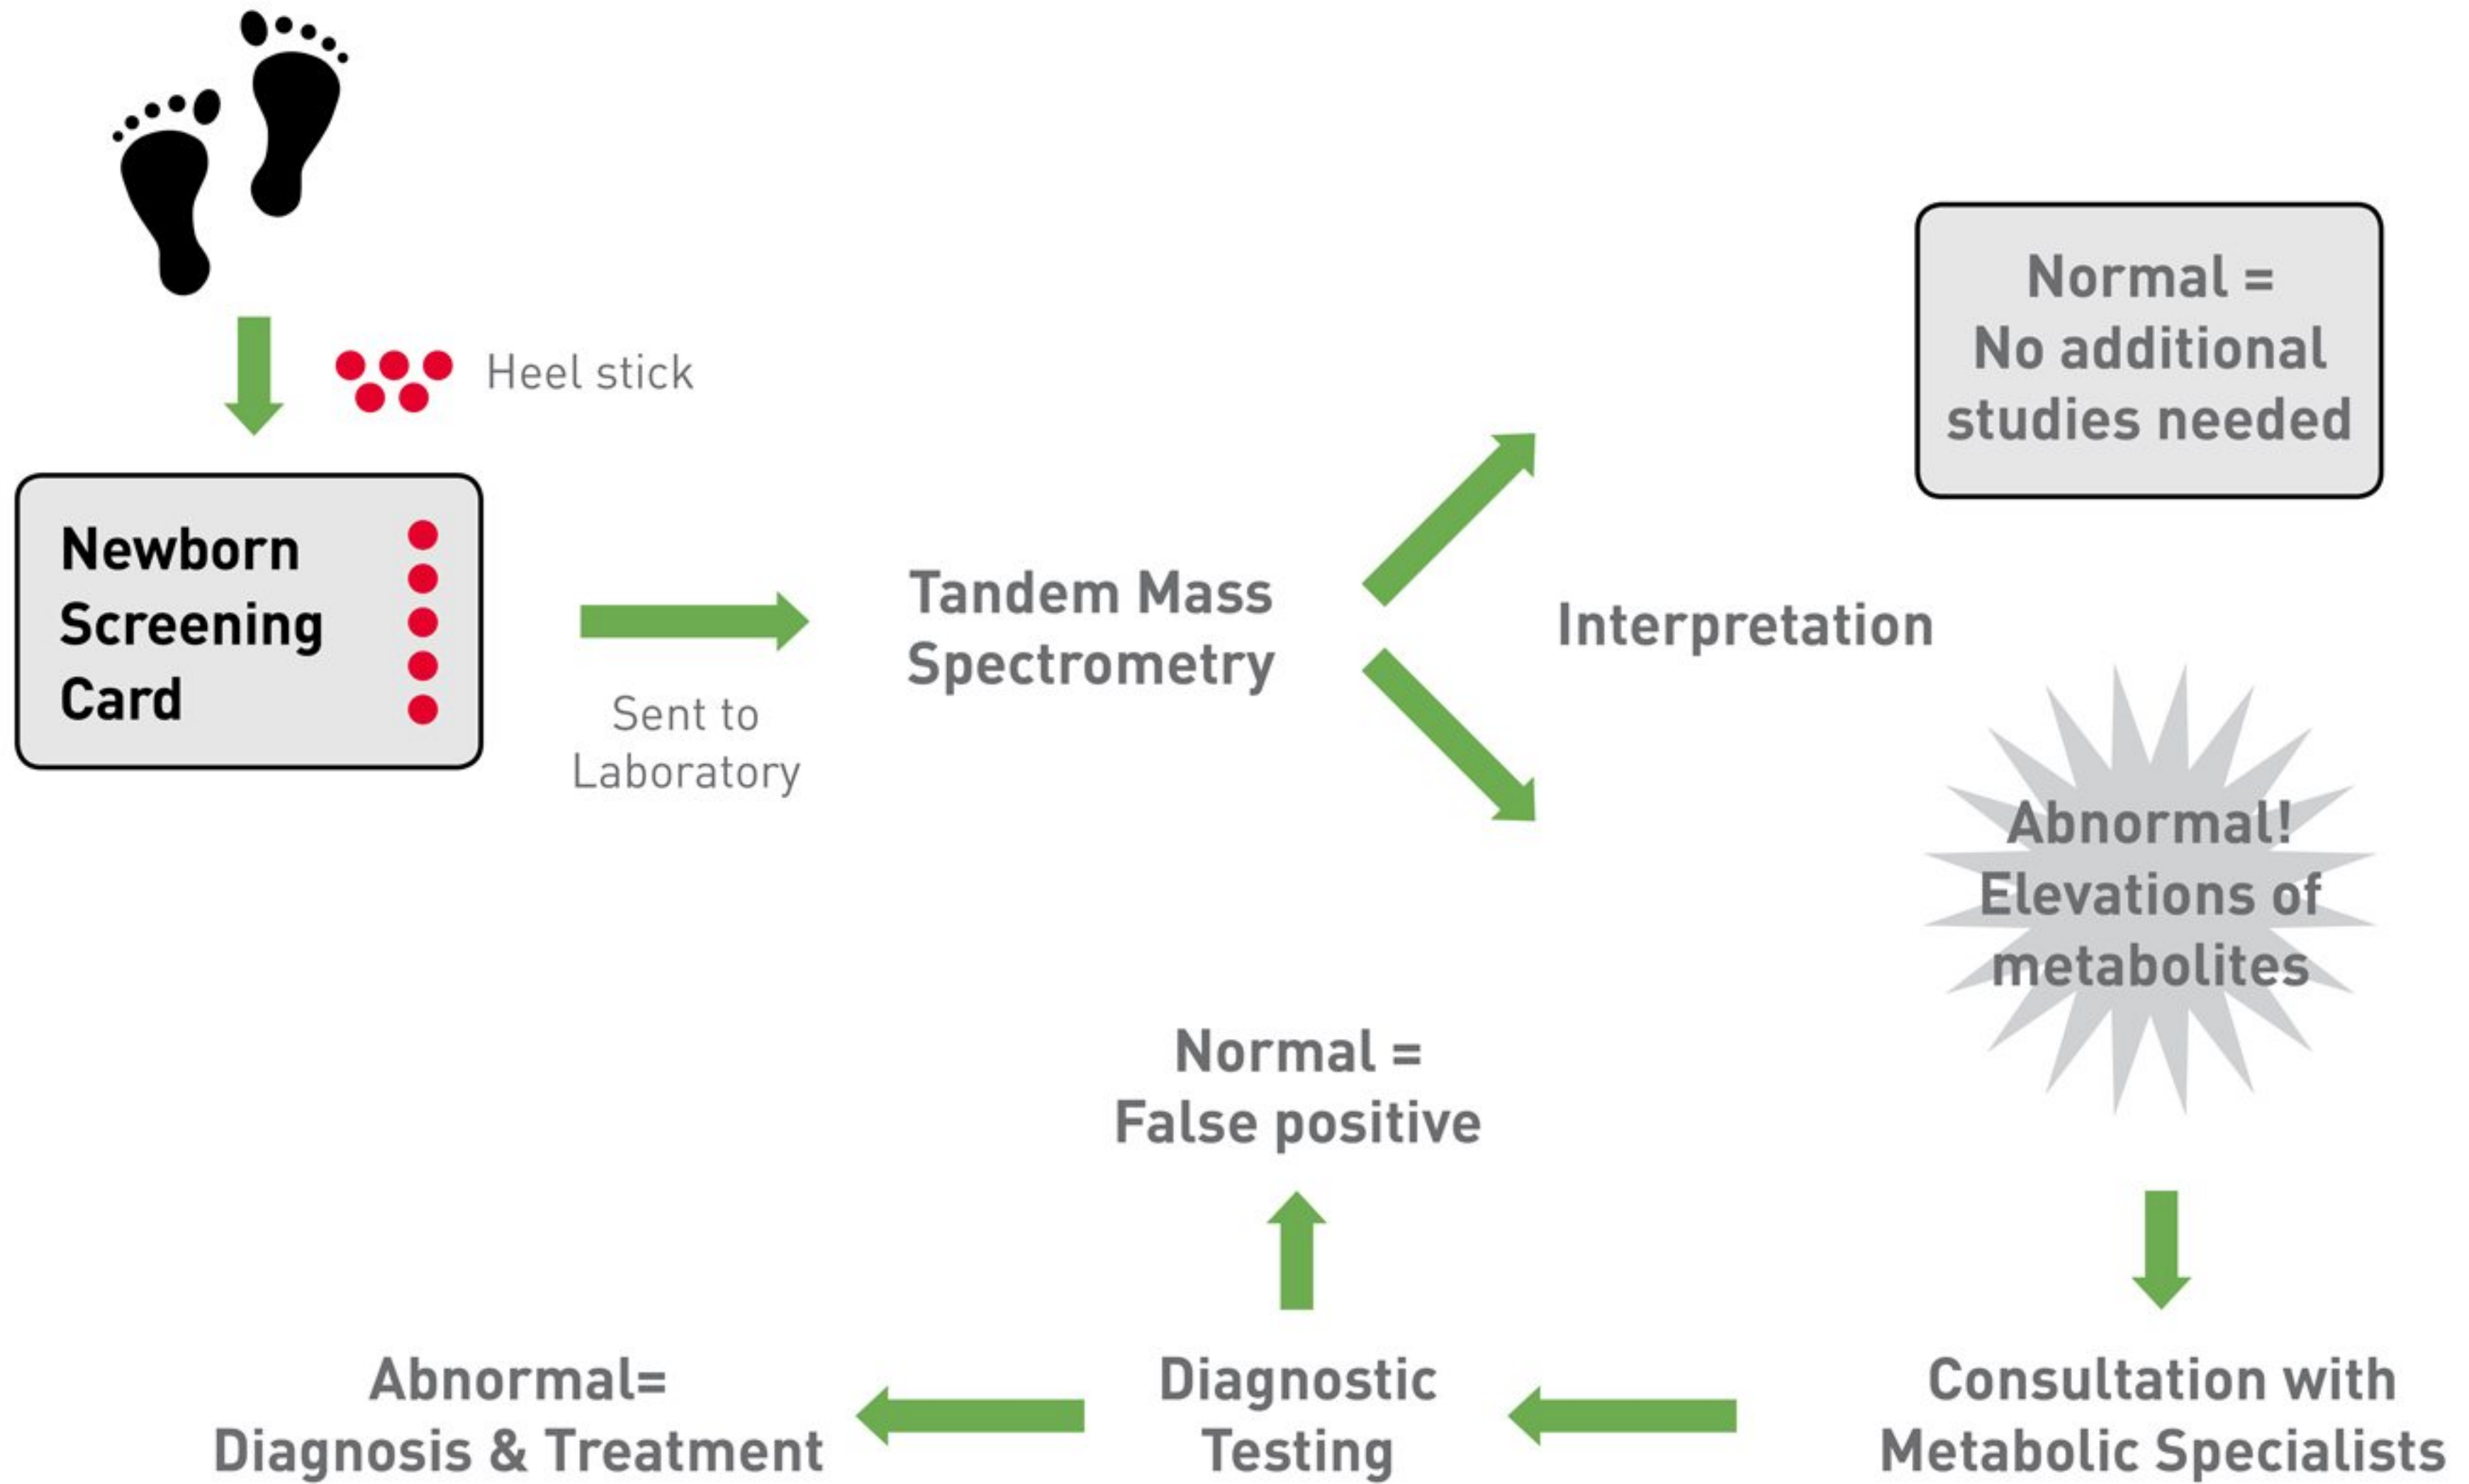 Heel stick
Newborn
Screening
Card
Sent to
Laboratory
Tandem Mass
Spectrometry
Interpretation
Normal =
No additional
studies needed
Abnormal!
Elevations of
metabolites
Consultation with
Metabolic Specialists
Diagnostic
Testing
Normal =
False positive
Abnormal=
Diagnosis & Treatment